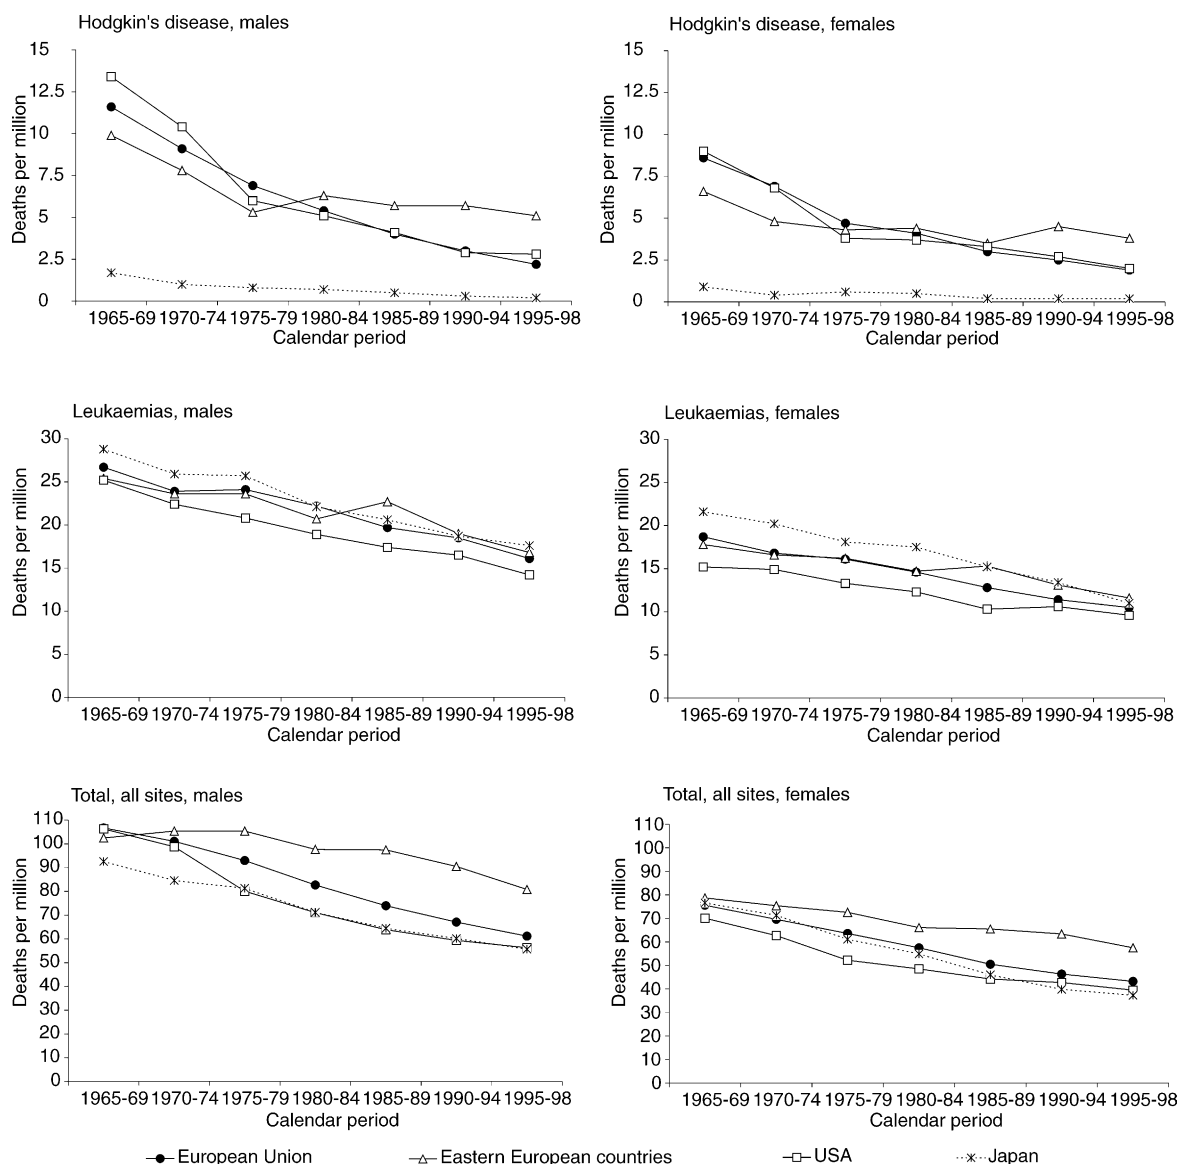 Hodgkin's disease, males
15
12.5
10
7.5
5
2.5
0
Deaths per million
1965-69 1970-74 1975-79 1980-84 1985-89 1990-94 1995-98
Calendar period
Hodgkin's disease, females
15
12.5
10
7.5
5
2.5
0
Deaths per million
1965-69 1970-74 1975-79 1980-84 1985-89 1990-94 1995-98
Calendar period
Leukaemias, males
30
25
20
15
10
5
0
Deaths per million
1965-69 1970-74 1975-79 1980-84 1985-89 1990-94 1995-98
Calendar period
Leukaemias, females
30
25
20
15
10
5
0
Deaths per million
1965-69 1970-74 1975-79 1980-84 1985-89 1990-94 1995-98
Calendar period
Total, all sites, males
110
100
90
80
70
60
50
40
30
20
10
0
Deaths per million
1965-69 1970-74 1975-79 1980-84 1985-89 1990-94 1995-98
Calendar period
Total, all sites, females
110
100
90
80
70
60
50
40
30
20
10
0
Deaths per million
1965-69 1970-74 1975-79 1980-84 1985-89 1990-94 1995-98
Calendar period
European Union Eastern European countries USA Japan